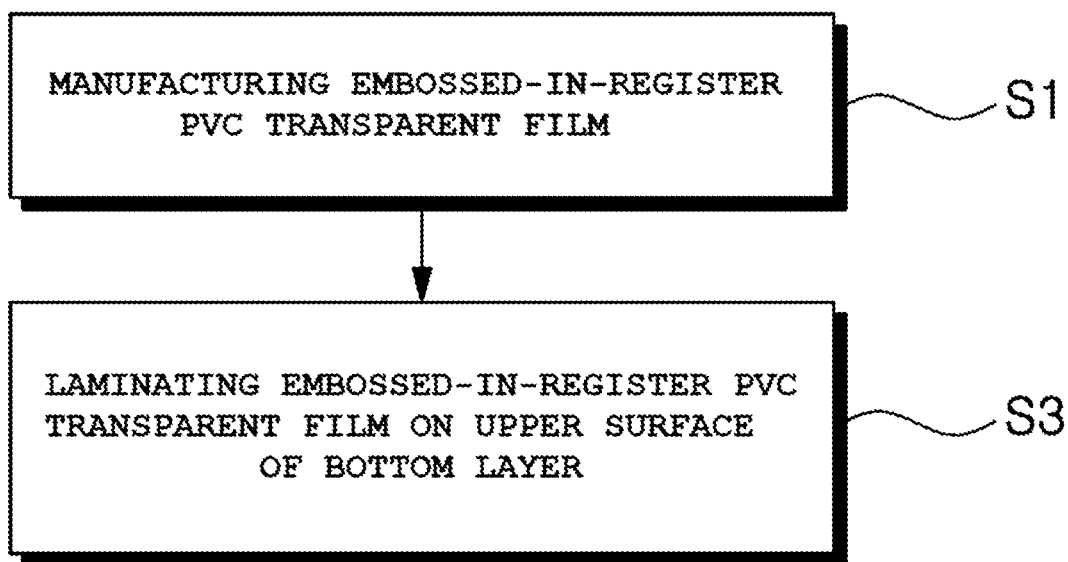 MANUFACTURING EMBOSSED-IN-REGISTER
PVC TRANSPARENT FILM
S1
LAMINATING EMBOSSED-IN-REGISTER PVC
TRANSPARENT FILM ON UPPER SURFACE
OF BOTTOM LAYER
S3